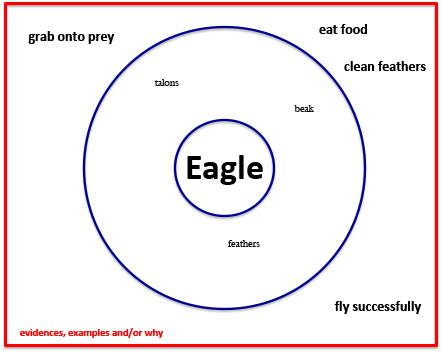 eat food
grab onto prey
clean feathers
talons
beak
Eagle
feathers
fly successfully
evidences, examples and/or why